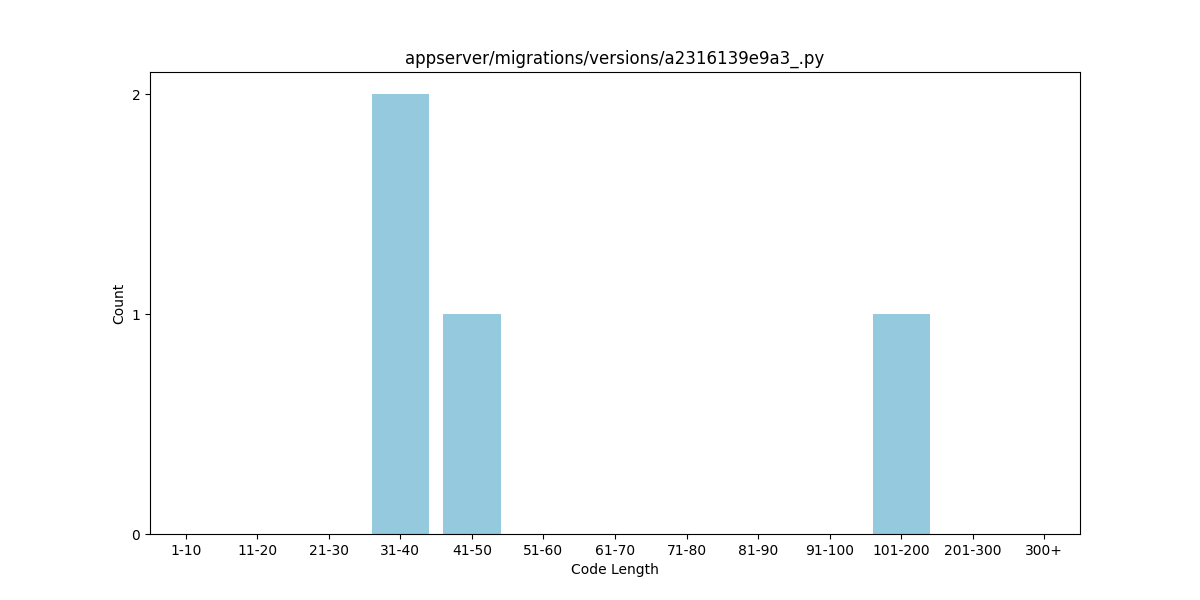 appserver/migrations/versions/a2316139e9a3_.py
Count
2
1
0
1-10 11-20 21-30 31-40 41-50 51-60 61-70 71-80 81-90 91-100 101-200 201-300 300+
Code Length